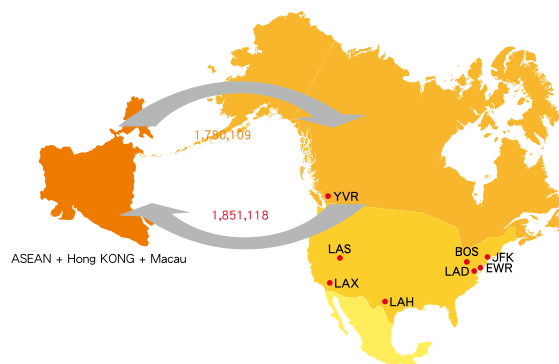 1,780,109
YVR
1,851,118
ASEAN + Hong KONG + Macau
LAS
BOS
JFK
LAD
EWR
LAX
LAH